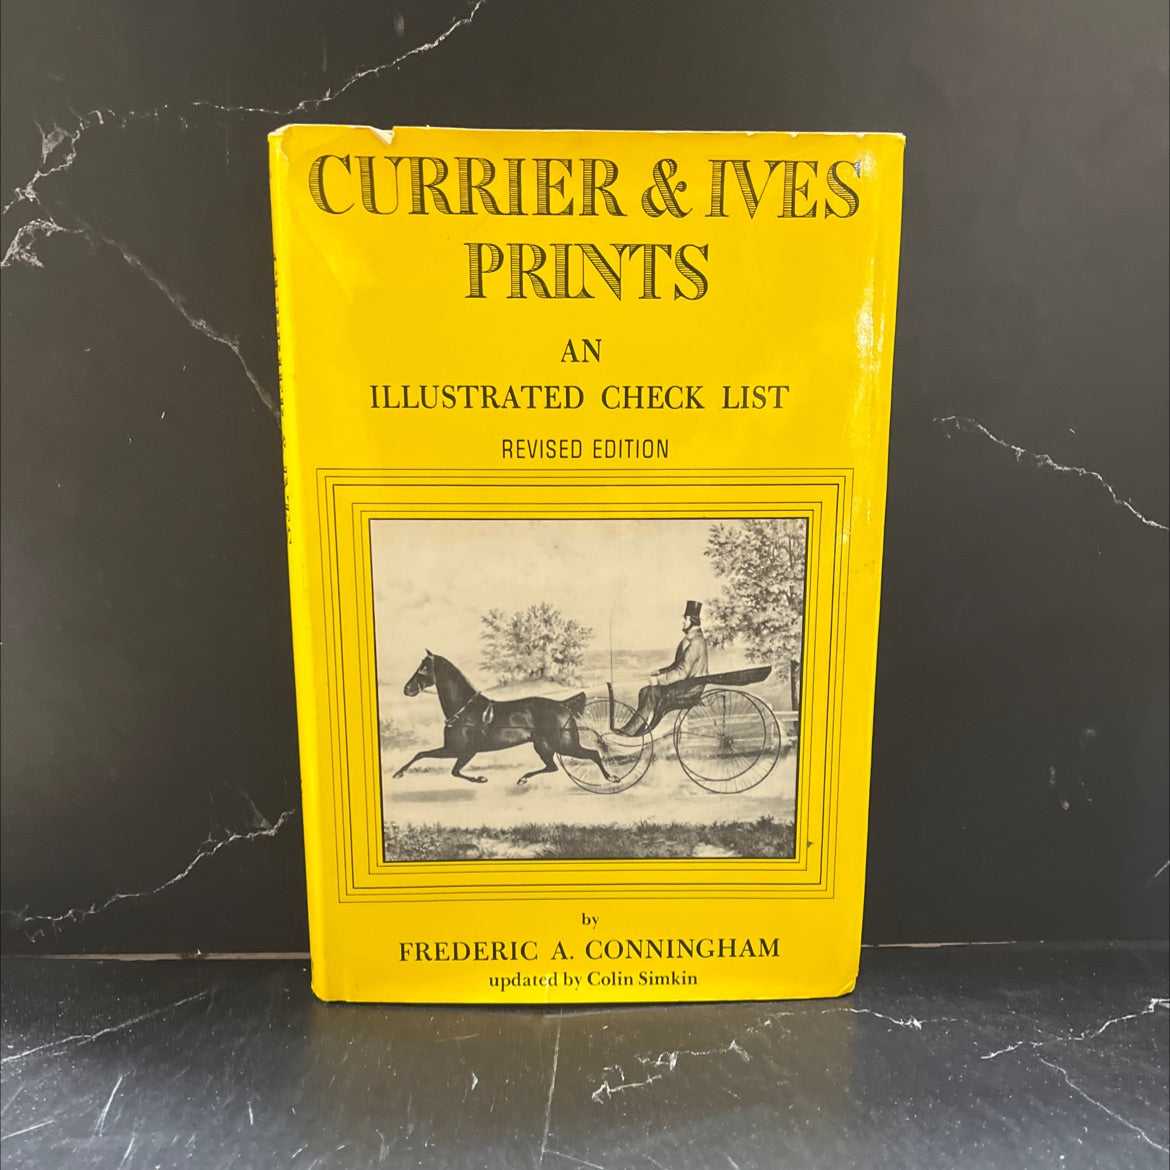 CURRIER & IVES
PRINTS
AN
ILLUSTRATED CHECK LIST
REVISED EDITION
by
FREDERIC A. CONNINGHAM
updated by Colin Simkin